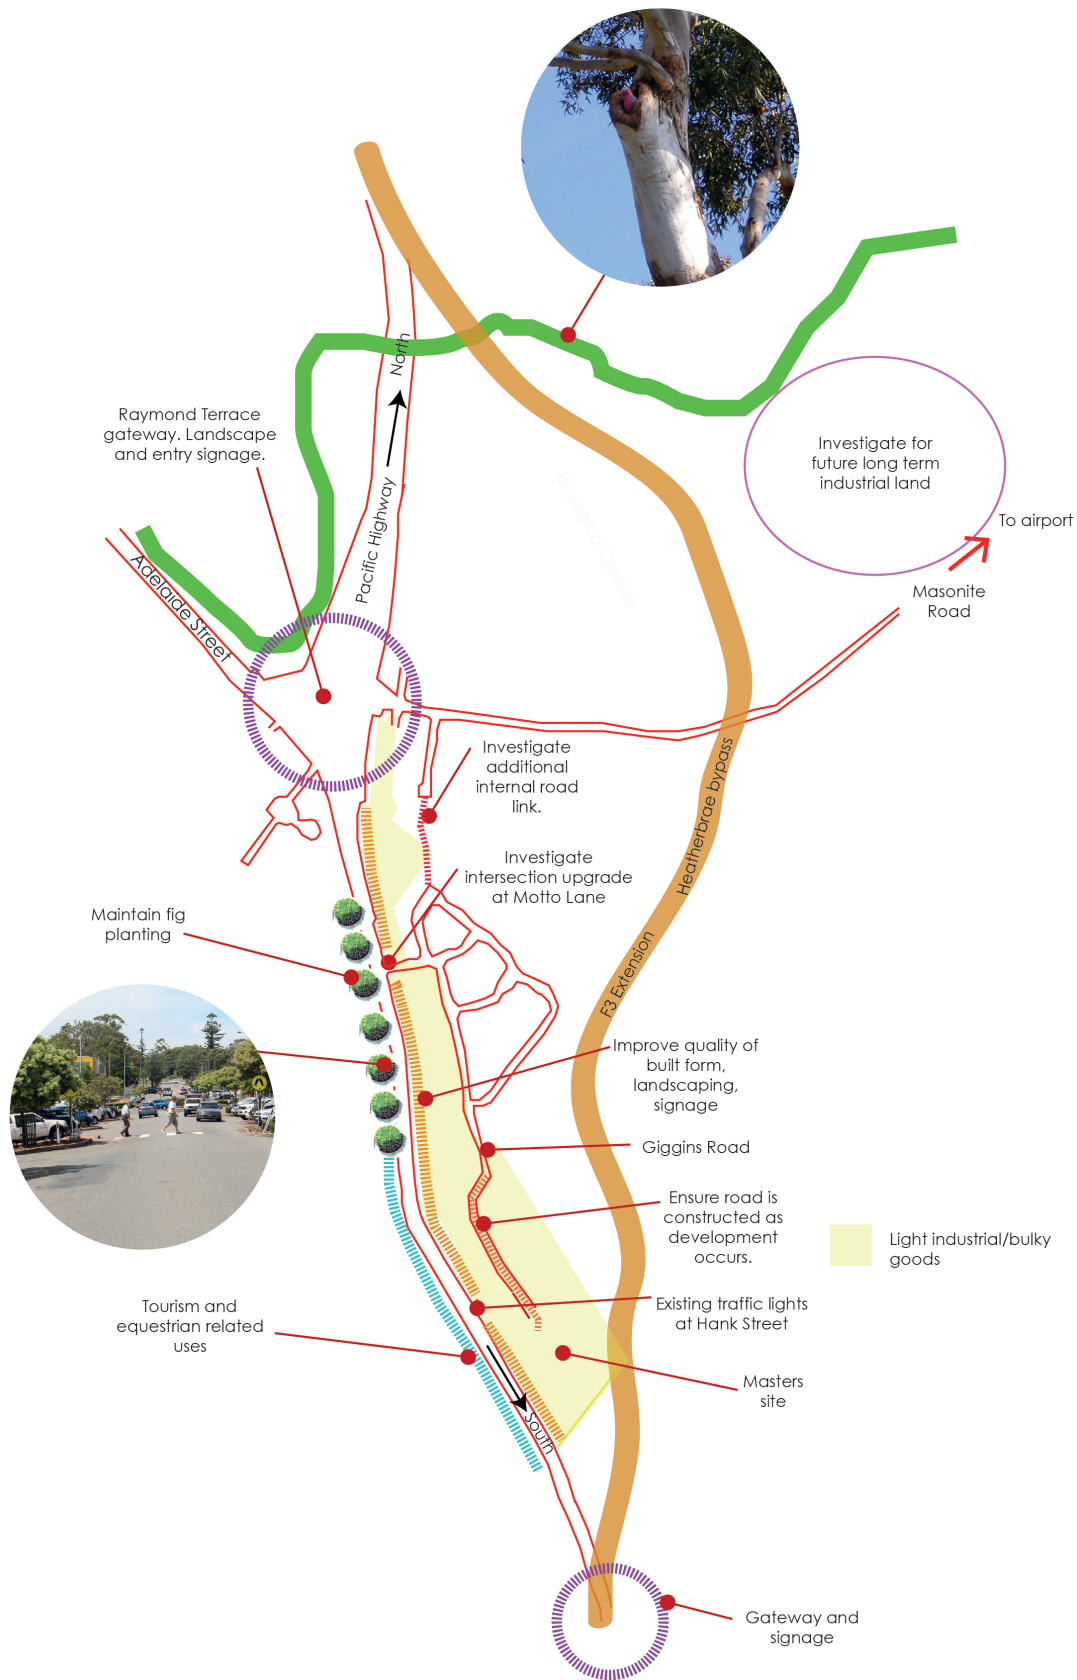 North
Raymond Terrace
gateway. Landscape
and entry signage.
Pacific Highway
Ecological Corridor
Investigate for
future long term
industrial land
To airport
Masonite
Road
Adelaide Street
Investigate
additional
internal road
link.
Heatherbrae bypass
Investigate
intersection upgrade
at Motto Lane
Maintain fig
planting
F3 Extension
Improve quality of
built form,
landscaping,
signage
Giggins Road
Ensure road is
constructed as
development
occurs.
Light industrial/bulky
goods
Existing traffic lights
at Hank Street
Tourism and
equestrian related
uses
Masters
site
South
Gateway and
signage